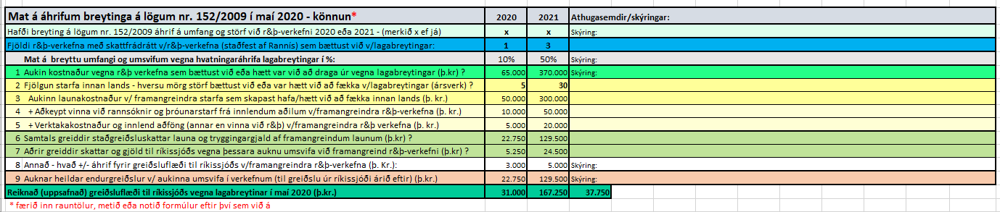 Mat á áhrifum breytinga á lögum nr. 152/2009 í maí 2020 - könnun* 2020 2021 Athugasemdir/skýringar:
Hafði breyting á lögum nr. 152/2009 áhrif á umfang og störf við r&þ-verkefni 2020 eða 2021 - (merkið x ef já) x x Skýring:
Fjöldi r&þ-verkefna með skattfrádrátt v/r&þ-verkefna (staðfest af Rannís) sem bættust við v/lagabreytingar: 1 3
Mat á breyttu umfangi og umsvifum vegna hvatningaráhrifa lagabreytingar í %: 10% 50% Skýring:
1 Aukin kostnaður vegna r&þ verkefna sem bættust við eða hætt var við að draga úr vegna lagabreytingar (þ.kr) ? 65.000 370.000 Skýring:
2 Fjölgun starfa innan lands - hversu mörg störf bættust við eða var hætt við að fækka v/lagabreytingar (ársverk) ? 5 30
3 Aukinn launakostnaður v/ framangreindra starfa sem skapast hafa/hætt við að fækka innan lands (þ. kr.) 50.000 300.000
4 + Aðkeypt vinna við rannsóknir og þróunarstarf frá innlendum aðilum v/framangreindra r&þ-verkefna (þ. kr.) 10.000 50.000
5 + Verktakakostnaður og innlend aðföng (annar en vinna við r&þ) v/framangreindra r&þ verkefna (þ. kr.) 5.000 20.000
6 Samtals greiddir staðgreiðsluskattar launa og tryggingargjald af framangreindum launum (þ.kr) ? 22.750 129.500
7 Aðrir greiddir skattar og gjöld til ríkissjóðs vegna þessara auknu umsvifa við framangreind r&þ-verkefni (þ.kr) ? 5.250 24.500
8 Annað - hvað +/- áhrif fyrir greiðsluflæði til ríkissjóðs v/framangreindra r&þ-verkefna (þ. Kr.): 3.000 5.000 Skýring:
9 Auknar heildar endurgreiðslur v/ aukinna umsvifa í verkefnum (til greiðslu úr ríkissjóði árið eftir) (þ.kr.) 22.750 129.500 Skýring:
Reiknað (uppsafnað) greiðsluflæði til ríkissjóðs vegna lagabreytinar í maí 2020 (þ.kr.) 31.000 167.250 37.750
* færið inn rauntölur, metið eða notið formúlur eftir því sem við á